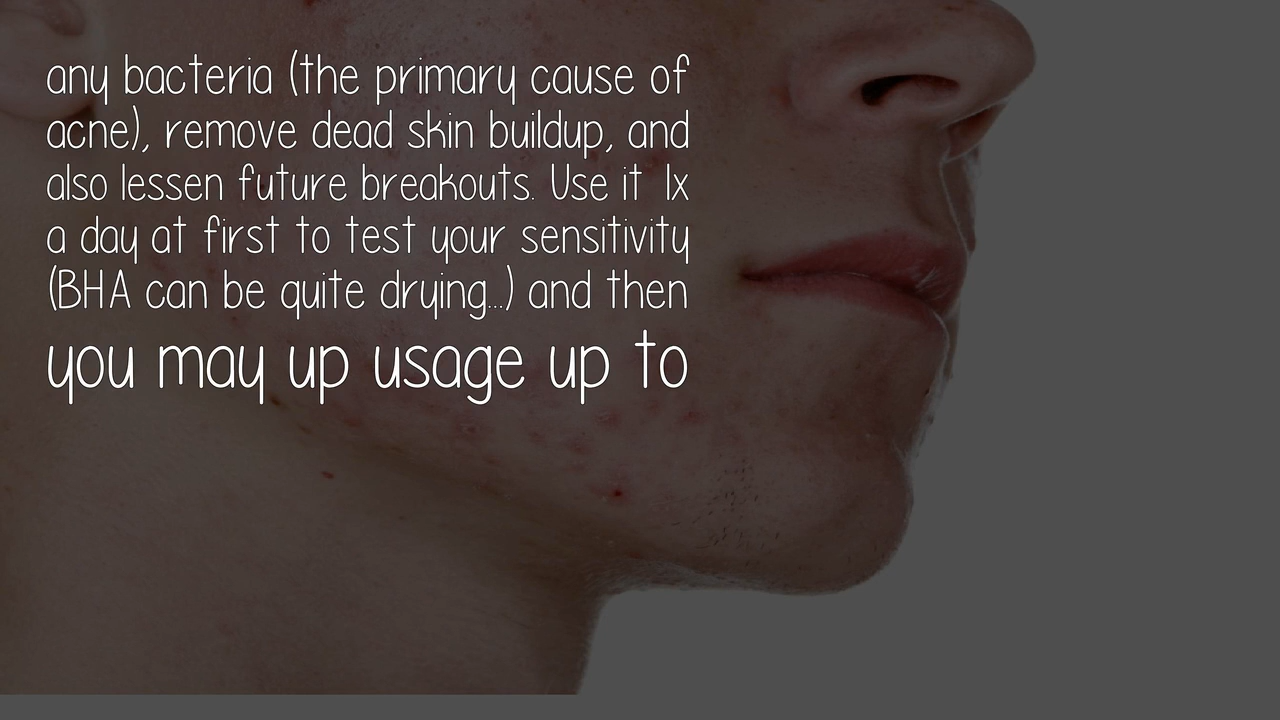 any bacteria (the primary cause of
acne), remove dead skin buildup, and
also lessen future breakouts. Use it 1x
a day at first to test your sensitivity
(BHA can be quite drying...) and then
you may up usage up to